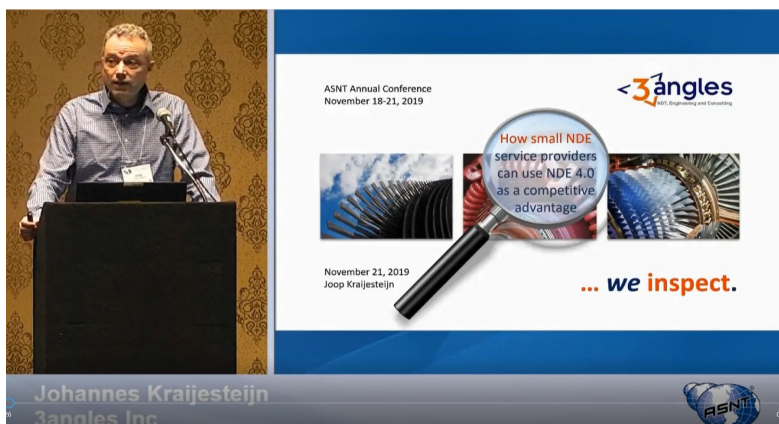 ASNT Annual Conference
November 18-21, 2019
<3angles
NDT, Engineering and Consulting
How small NDE
service providers
can use NDE 4.0
as a competitive
advantage
November 21, 2019
Joop Kraijesteijn
... we inspect.
Johannes Kraijesteijn
3angles Inc
ASNT
26